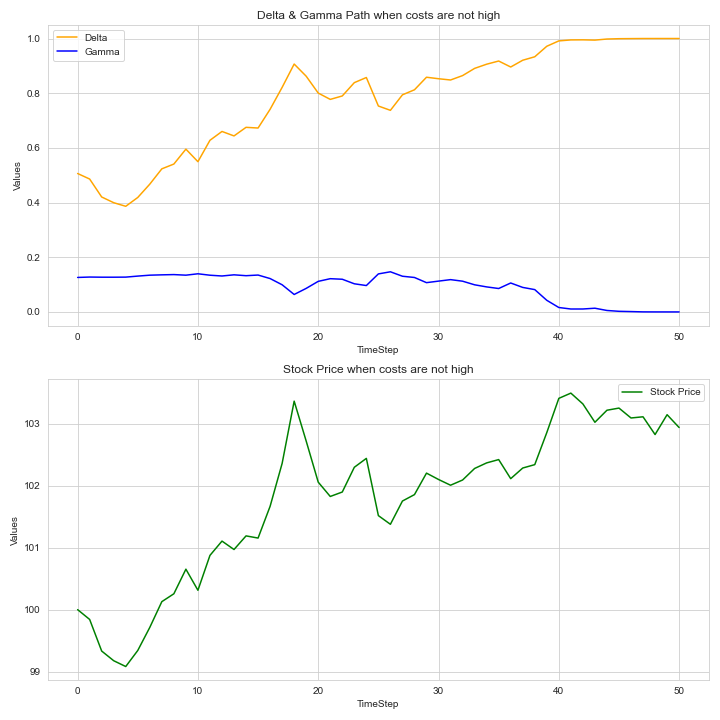 Delta & Gamma Path when costs are not high
Delta
Gamma
1.0
0.8
0.6
0.4
0.2
0.0
Values
0 10 20 30 40 50
TimeStep
Stock Price when costs are not high
Stock Price
103
102
101
100
99
Values
0 10 20 30 40 50
TimeStep